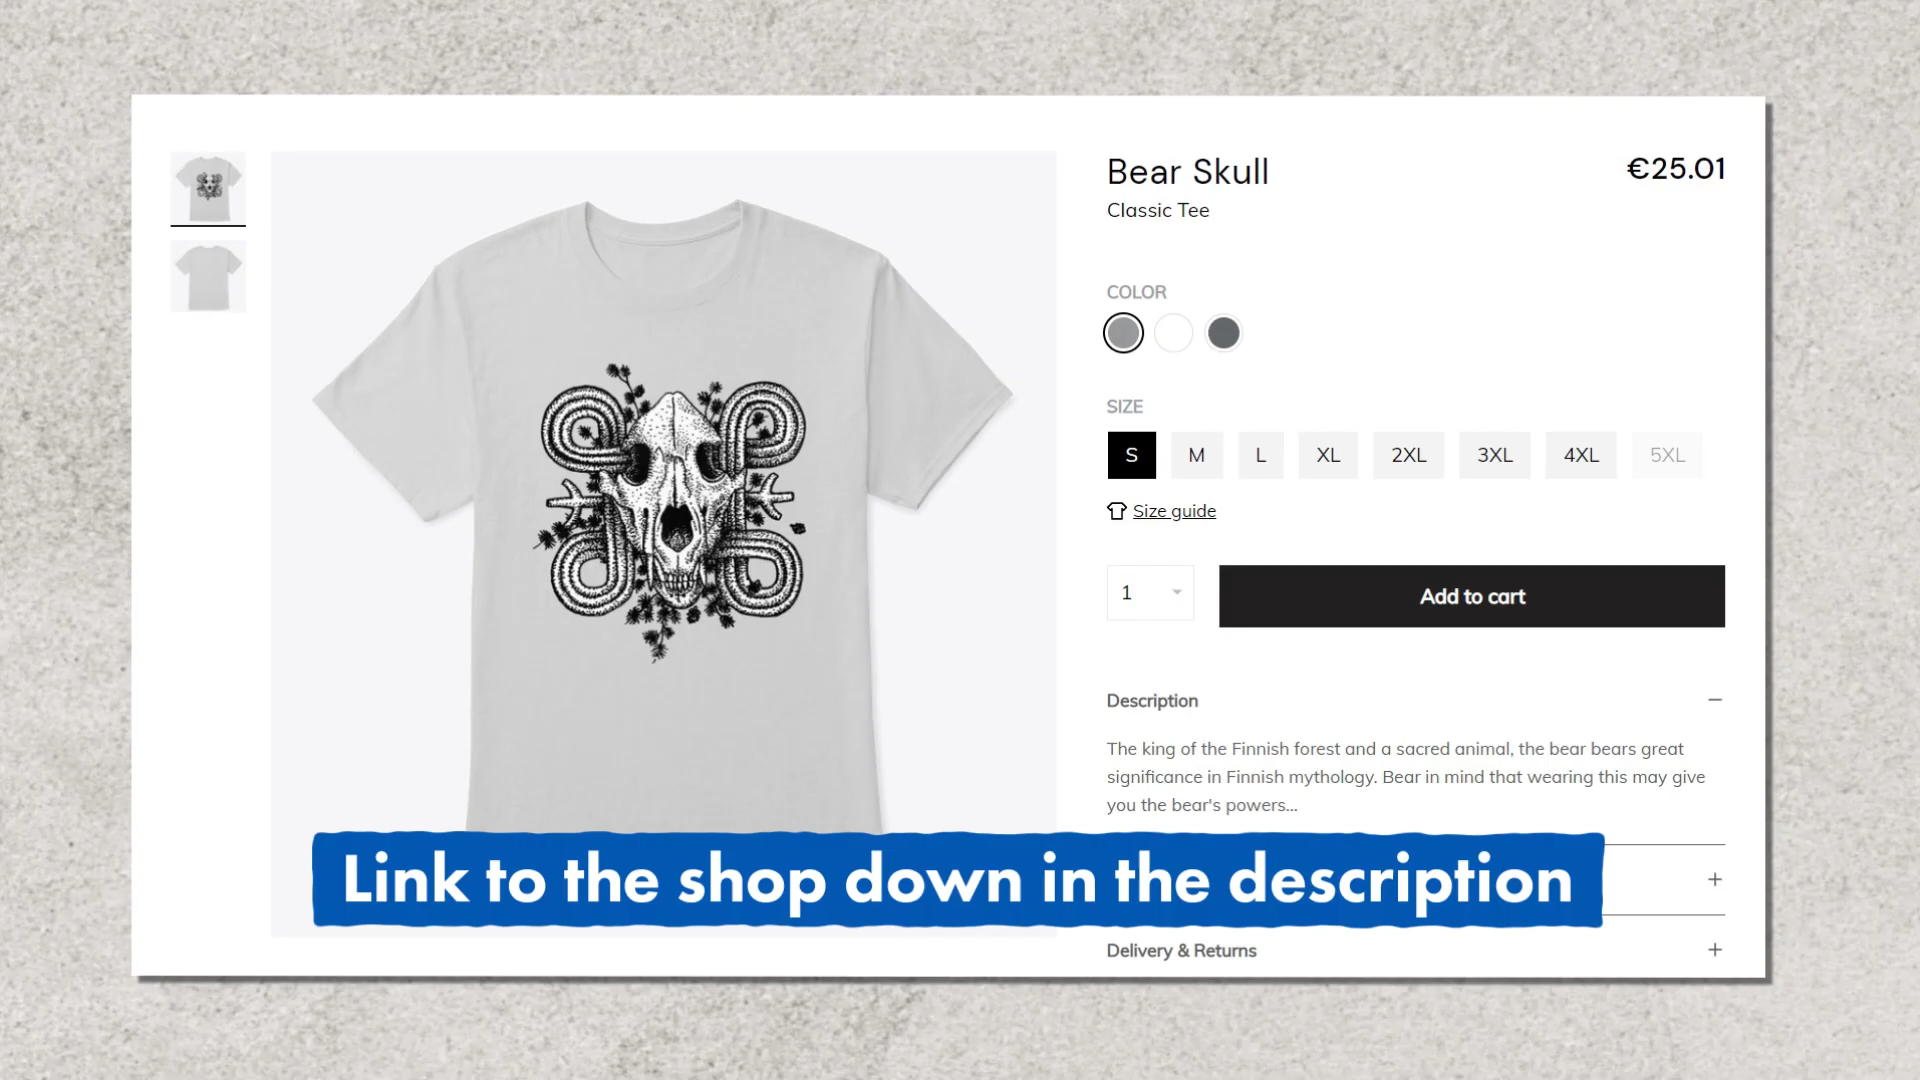 Bear Skull
€25.01
Classic Tee
COLOR
SIZE
S M L XL 2XL 3XL 4XL 5XL
Size guide
1
Add to cart
Description
The king of the Finnish forest and a sacred animal, the bear bears great
significance in Finnish mythology. Bear in mind that wearing this may give
you the bear's powers...
Link to the shop down in the description
Delivery & Returns